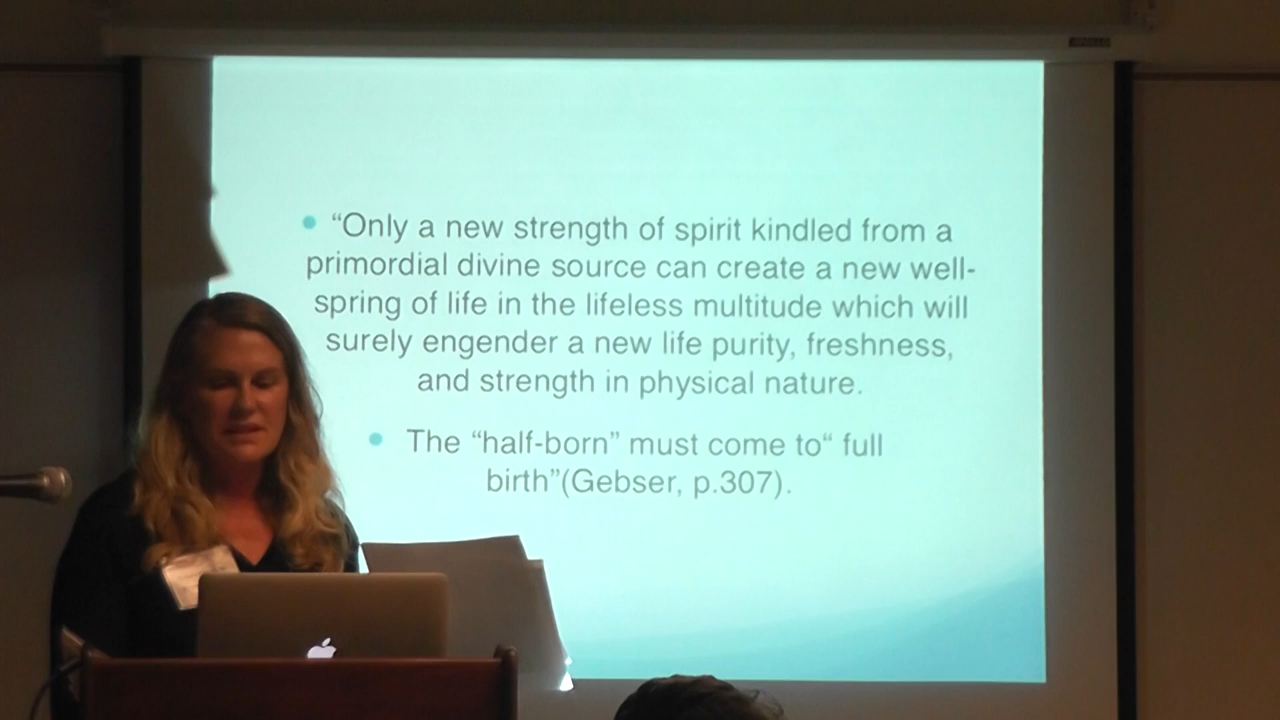 • “Only a new strength of spirit kindled from a
primordial divine source can create a new well-
spring of life in the lifeless multitude which will
surely engender a new life purity, freshness,
and strength in physical nature.
• The “half-born” must come to“ full
birth”(Gebser, p.307).